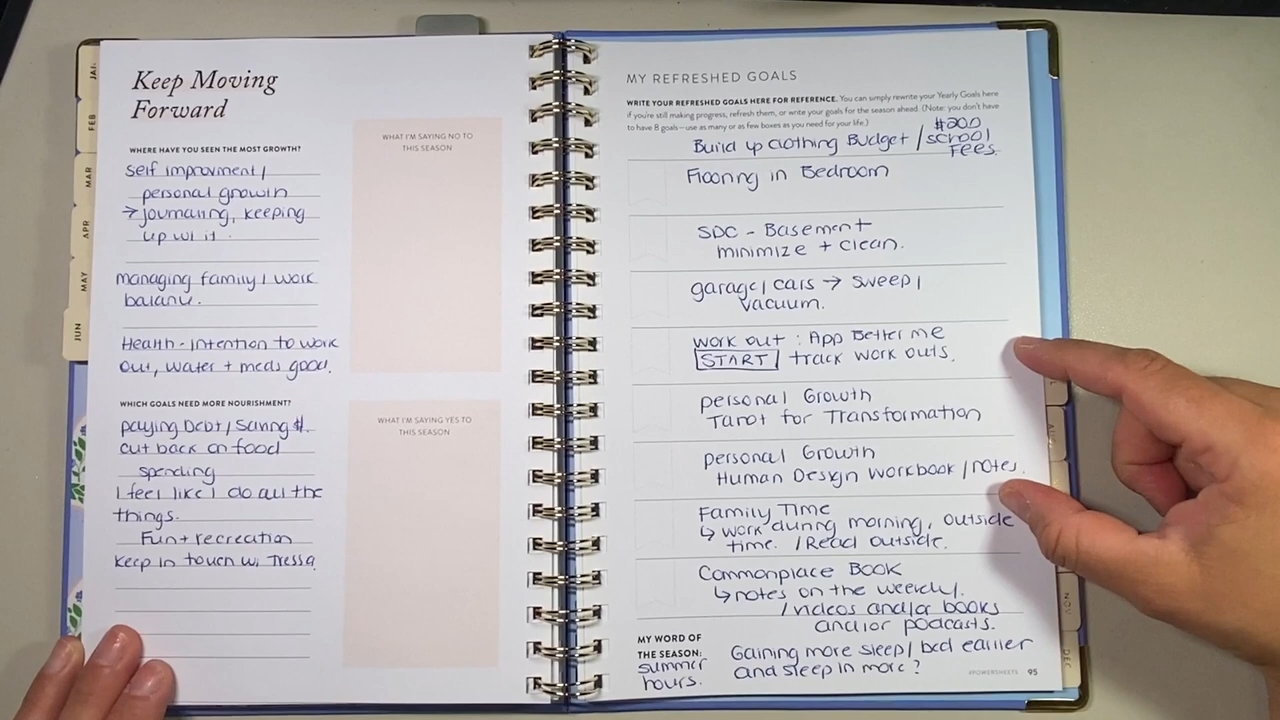 Keep Moving
Forward
WHERE HAVE YOU SEEN THE MOST GROWTH?
self improvment /
personal growth
→ journaling, keeping
up w/ it.
managing family / work
balance.
Health - intention to work
out, water + meds good.
WHICH GOALS NEED MORE NOURISHMENT?
paying Debt / Saving $.
cut back on food
spending
I feel like I do all the
things.
Fun + recreation
keep in touch w/ Tressa
WHAT I'M SAYING NO TO
THIS SEASON
WHAT I'M SAYING YES TO
THIS SEASON
MY REFRESHED GOALS
WRITE YOUR REFRESHED GOALS HERE FOR REFERENCE. You can simply rewrite your Yearly Goals here
if you're still making progress, refresh them, or write your goals for the season ahead. (Note: you don't have
to have 8 goals—use as many or as few boxes as you need for your life.)
Build up clothing Budget / $200 school Fees.
Flooring in Bedroom
SDC - Basement
minimize + clean.
garage / cars → sweep /
vacuum.
work out : App Better me
START track work outs.
personal Growth
Tarot for Transformation
personal Growth
Human Design workbook / notes.
Family Time
↳ work during morning, outside
time. / Read outside.
Commonplace BOOK
↳ notes on the weekly.
/ videos and/or books
and/or podcasts.
MY WORD OF
THE SEASON:
summer
hours.
Gaining more sleep / bed earlier
and sleep in more?
#POWERSHEETS 95
JAN
FEB
MAR
APR
MAY
JUN
NOV
DEC